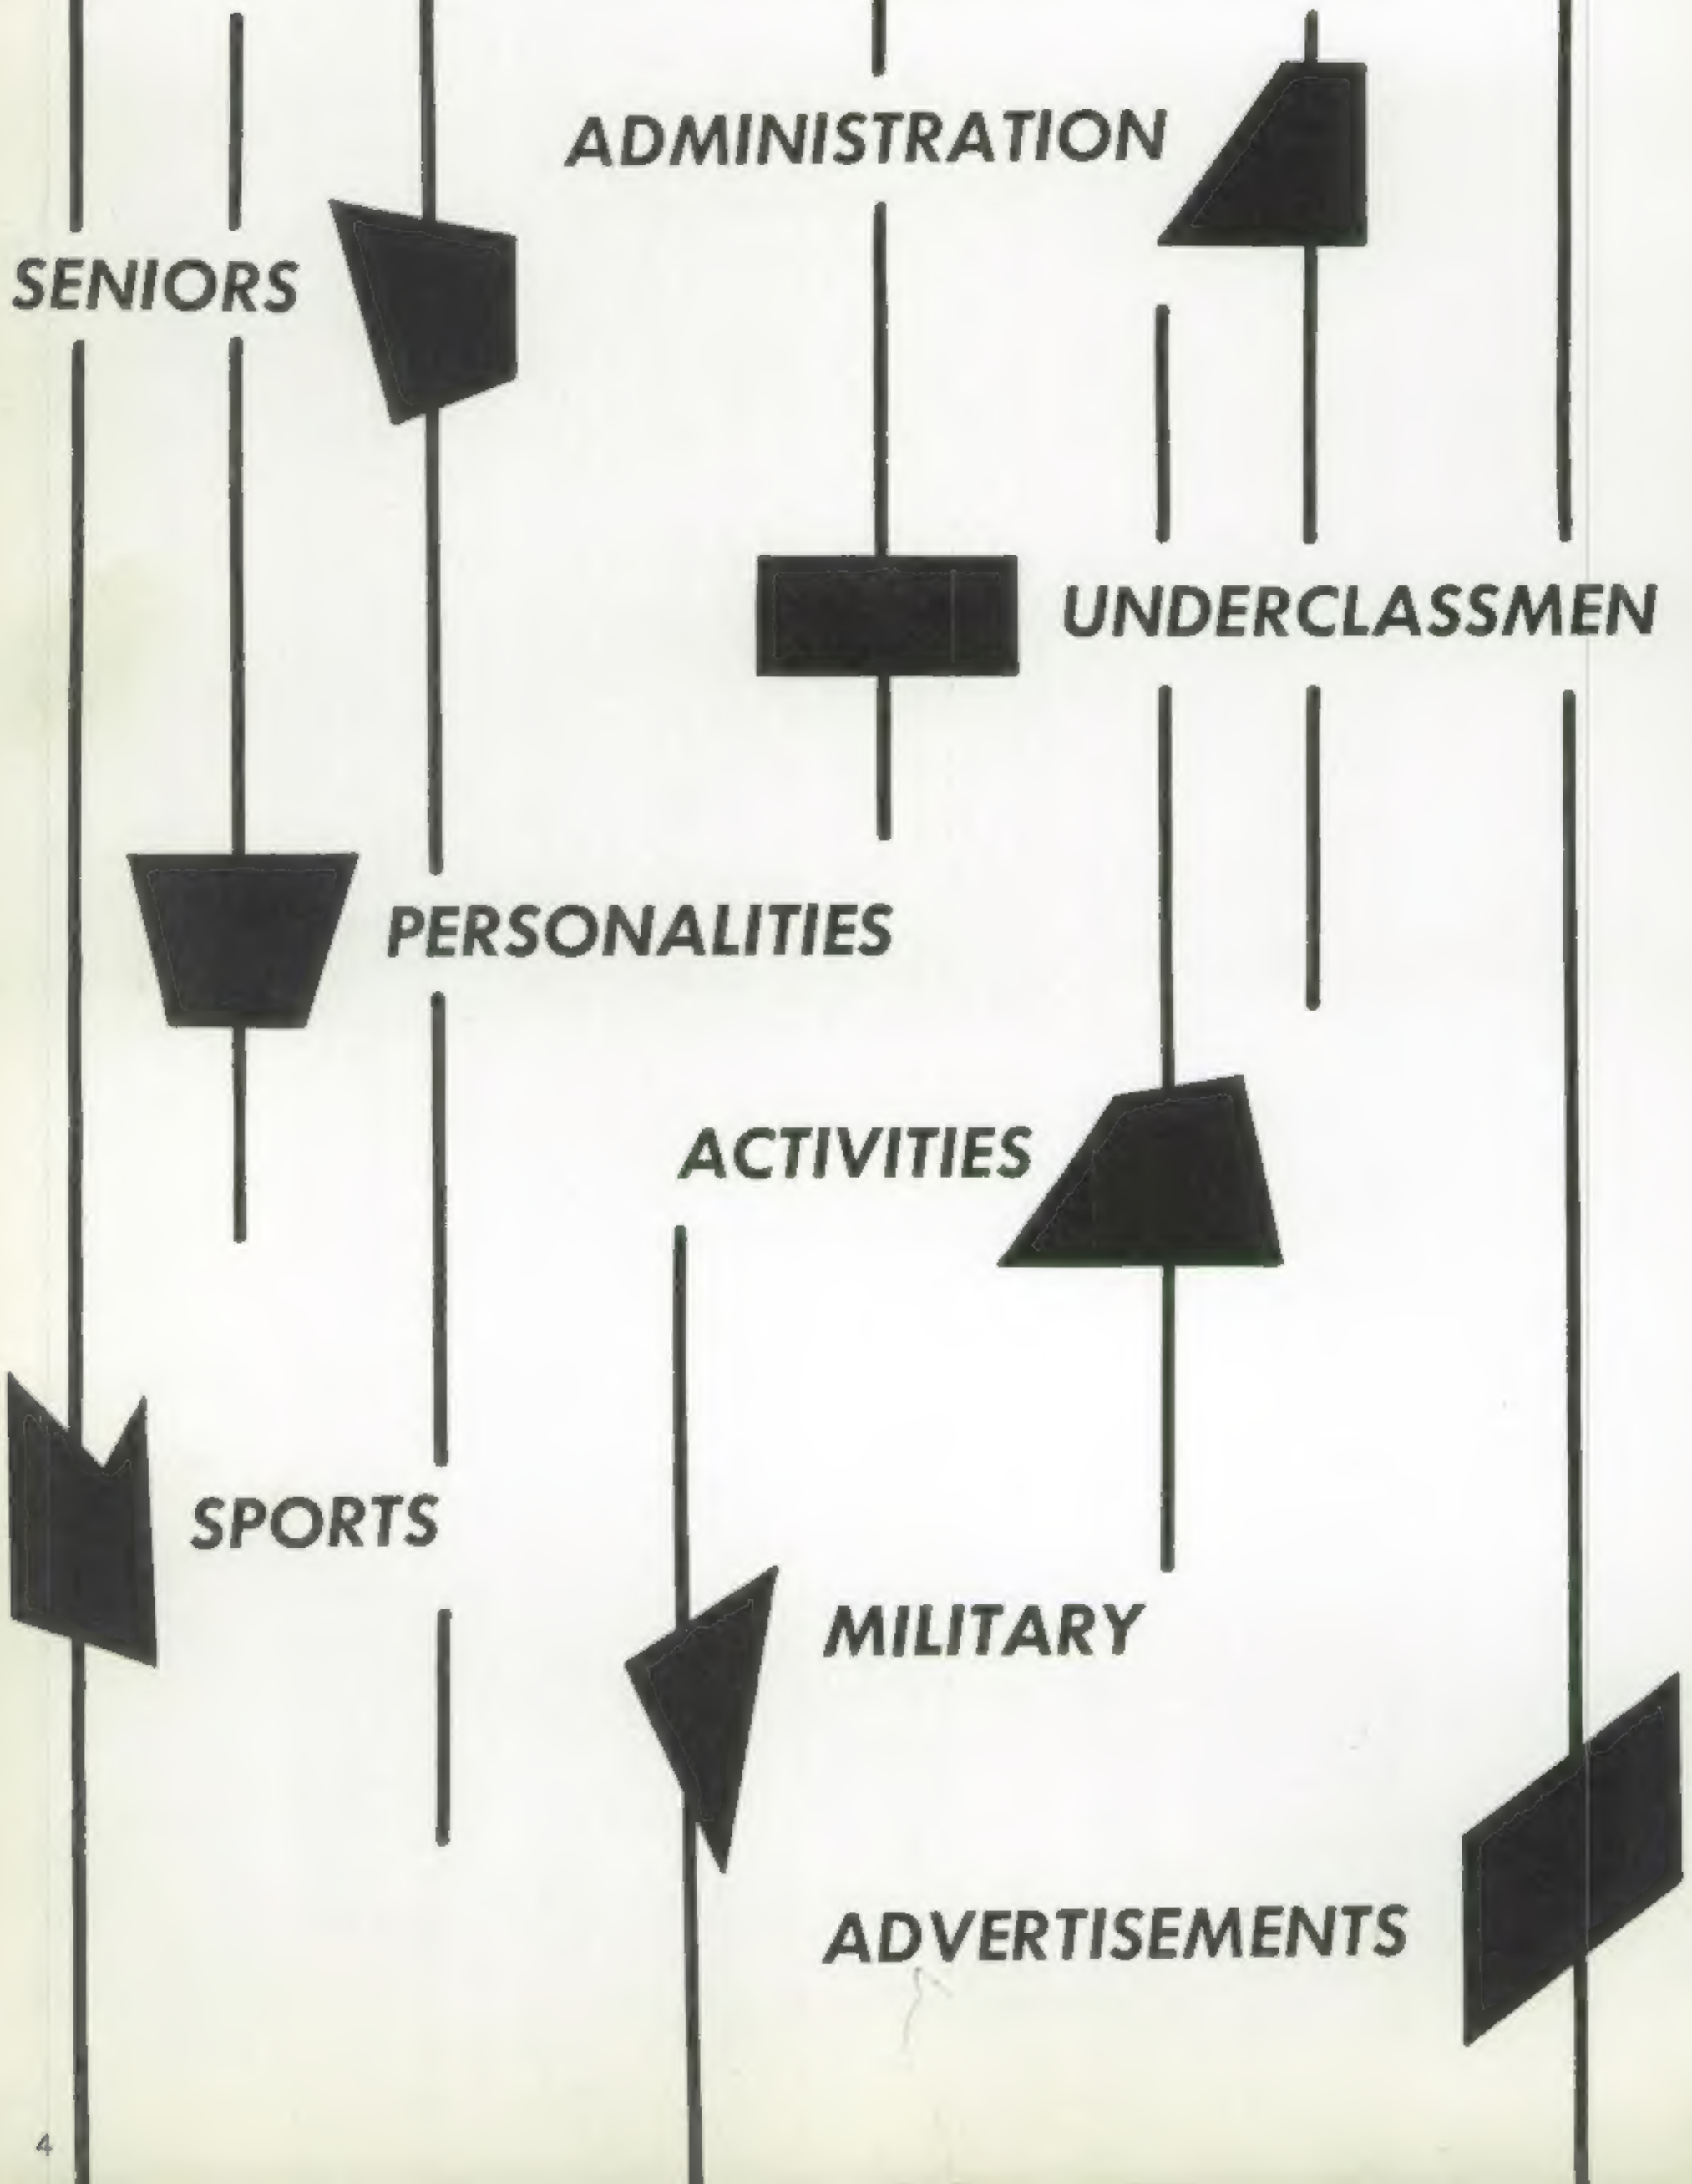 ADMINISTRATION
SENIORS
UNDERCLASSMEN
PERSONALITIES
ACTIVITIES
SPORTS
MILITARY
ADVERTISEMENTS
4